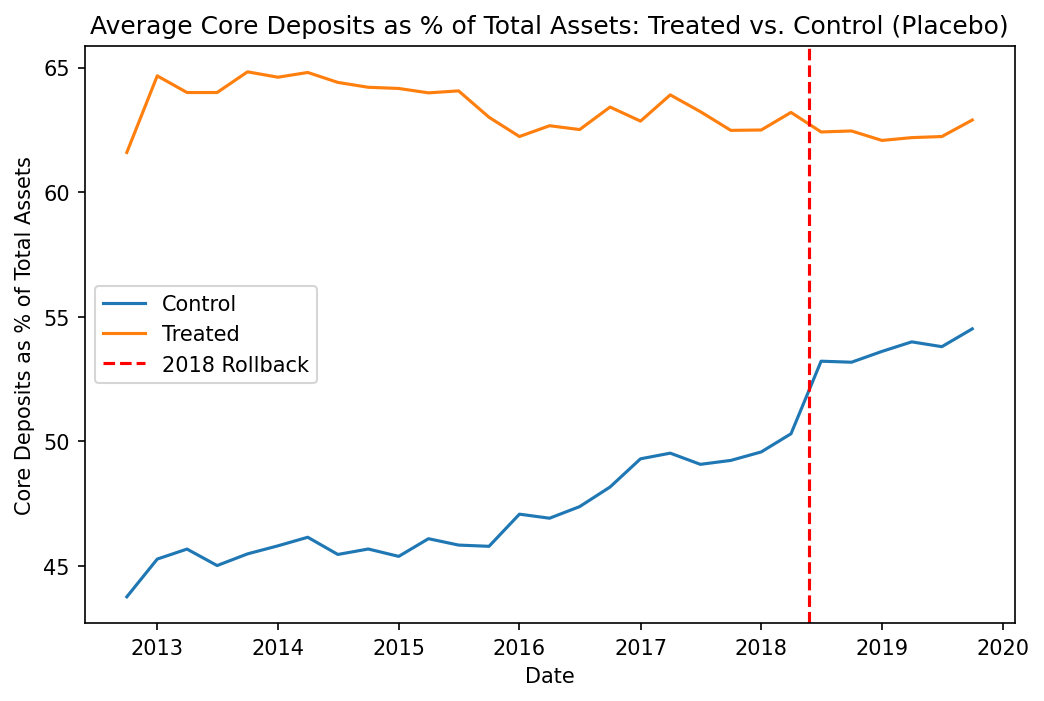 Average Core Deposits as % of Total Assets: Treated vs. Control (Placebo)
Core Deposits as % of Total Assets
65
60
55
50
45
Control
Treated
2018 Rollback
2013 2014 2015 2016 2017 2018 2019 2020
Date